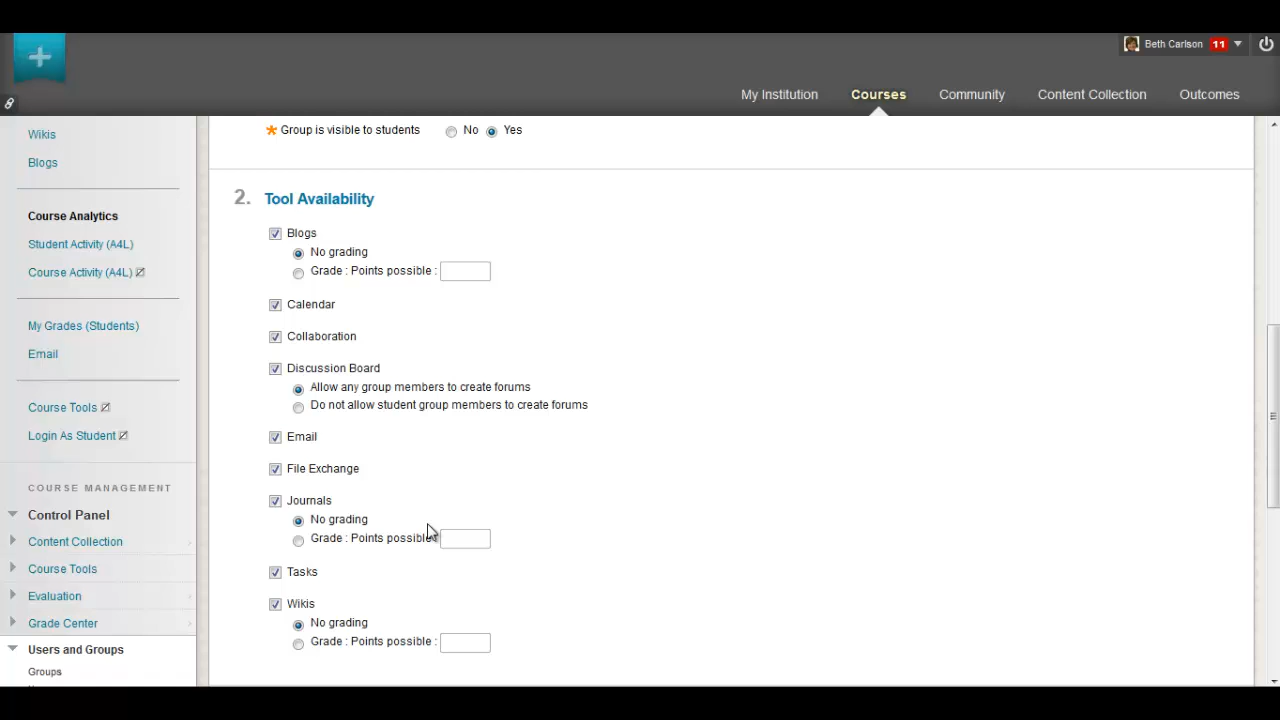 Beth Carlson 11
My Institution Courses Community Content Collection Outcomes
Wikis
Blogs
Course Analytics
Student Activity (A4L)
Course Activity (A4L)
My Grades (Students)
Email
Course Tools
Login As Student
COURSE MANAGEMENT
Control Panel
Content Collection
Course Tools
Evaluation
Grade Center
Users and Groups
Groups
Group is visible to students No Yes
2. Tool Availability
Blogs
No grading
Grade : Points possible :
Calendar
Collaboration
Discussion Board
Allow any group members to create forums
Do not allow student group members to create forums
Email
File Exchange
Journals
No grading
Grade : Points possible :
Tasks
Wikis
No grading
Grade : Points possible :